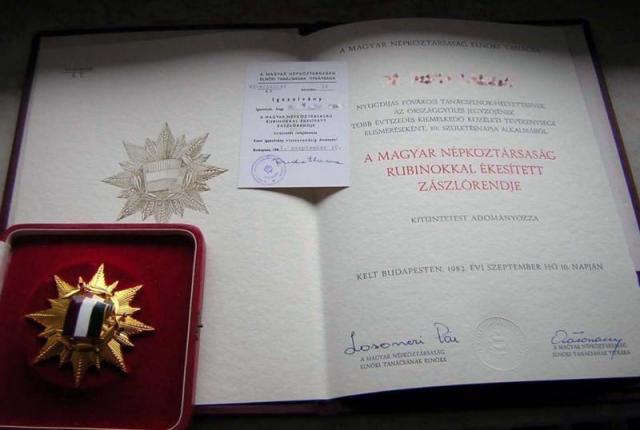 A MAGYAR NÉPKÖZTÁRSASÁG
ELNÖKI TANÁCSÁNAK TITKÁRSÁGA
Igazolvány
A MAGYAR NÉPKÖZTÁRSASÁG
RUBINOKKAL ÉKESÍTETT
ZÁSZLÓRENDJE
A MAGYAR NÉPKÖZTÁRSASÁG ELNÖKI TANÁCSA
NYUGDÍJAS FŐVÁROSI TANÁCSELNÖK-HELYETTESNEK,
AZ ORSZÁGGYŰLÉS JEGYZŐJÉNEK
TÖBB ÉVTIZEDES KIEMELKEDŐ KÖZÉLETI TEVÉKENYSÉGE
ELISMERÉSEKÉNT, SZÜLETÉSNAPJA ALKALMÁBÓL
A MAGYAR NÉPKÖZTÁRSASÁG
RUBINOKKAL ÉKESÍTETT
ZÁSZLÓRENDJE
KITÜNTETÉST ADOMÁNYOZZA
KELT BUDAPESTEN, 1982. ÉVI SZEPTEMBER HÓ 10. NAPJÁN
Losonczi Pál
A MAGYAR NÉPKÖZTÁRSASÁG
ELNÖKI TANÁCSÁNAK ELNÖKE
A MAGYAR NÉPKÖZTÁRSASÁG
ELNÖKI TANÁCSÁNAK TITKÁRA